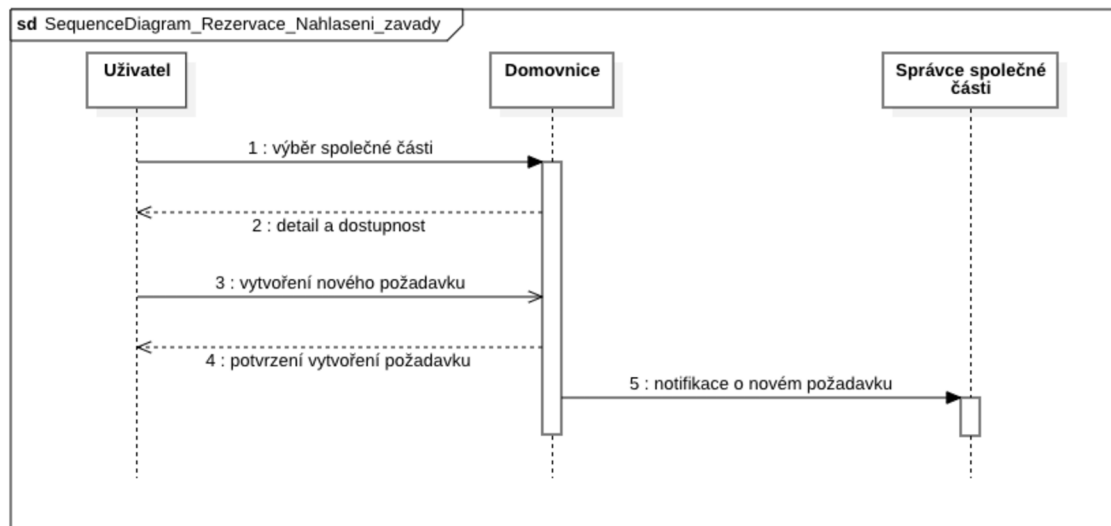 sd SequenceDiagram_Rezervace_Nahlaseni_zavady
Uživatel
Domovnice
Správce společné
části
1 : výběr společné části
2 : detail a dostupnost
3 : vytvoření nového požadavku
4 : potvrzení vytvoření požadavku
5 : notifikace o novém požadavku